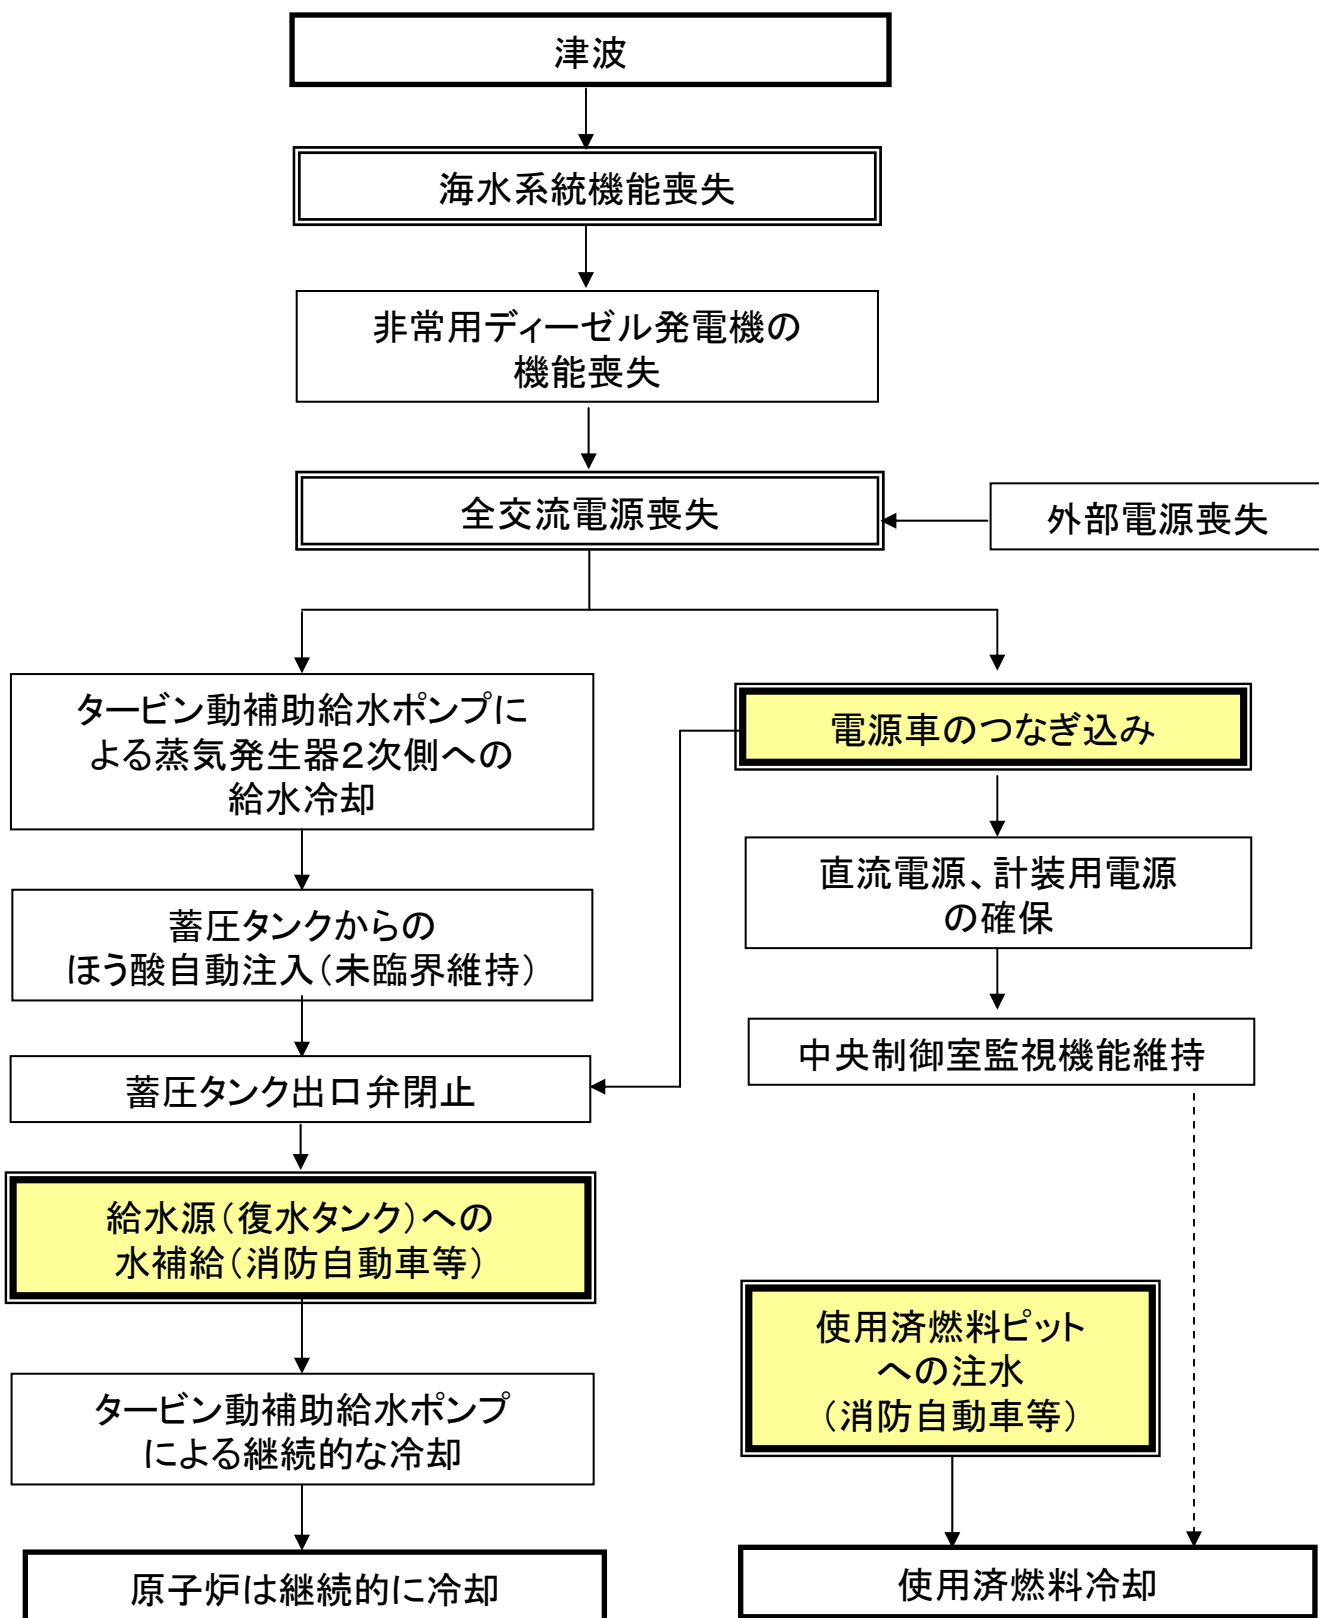 津波
海水系統機能喪失
非常用ディーゼル発電機の
機能喪失
全交流電源喪失
外部電源喪失
タービン動補助給水ポンプに
よる蒸気発生器2次側への
給水冷却
電源車のつなぎ込み
直流電源、計装用電源
の確保
蓄圧タンクからの
ほう酸自動注入(未臨界維持)
中央制御室監視機能維持
蓄圧タンク出口弁閉止
給水源(復水タンク)への
水補給(消防自動車等)
使用済燃料ピット
への注水
(消防自動車等)
タービン動補助給水ポンプ
による継続的な冷却
原子炉は継続的に冷却
使用済燃料冷却